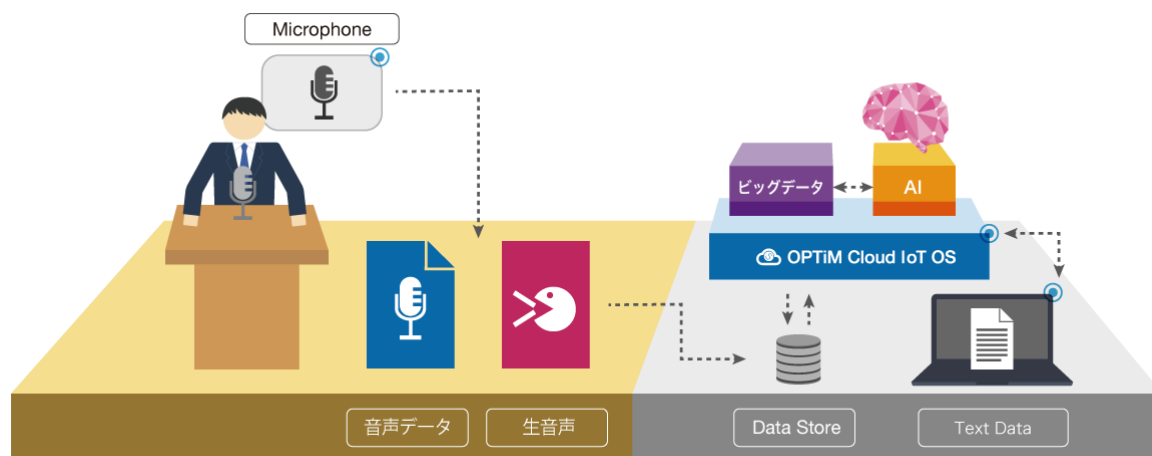 Microphone
ビッグデータ
AI
OPTiM Cloud IoT OS
音声データ
生音声
Data Store
Text Data